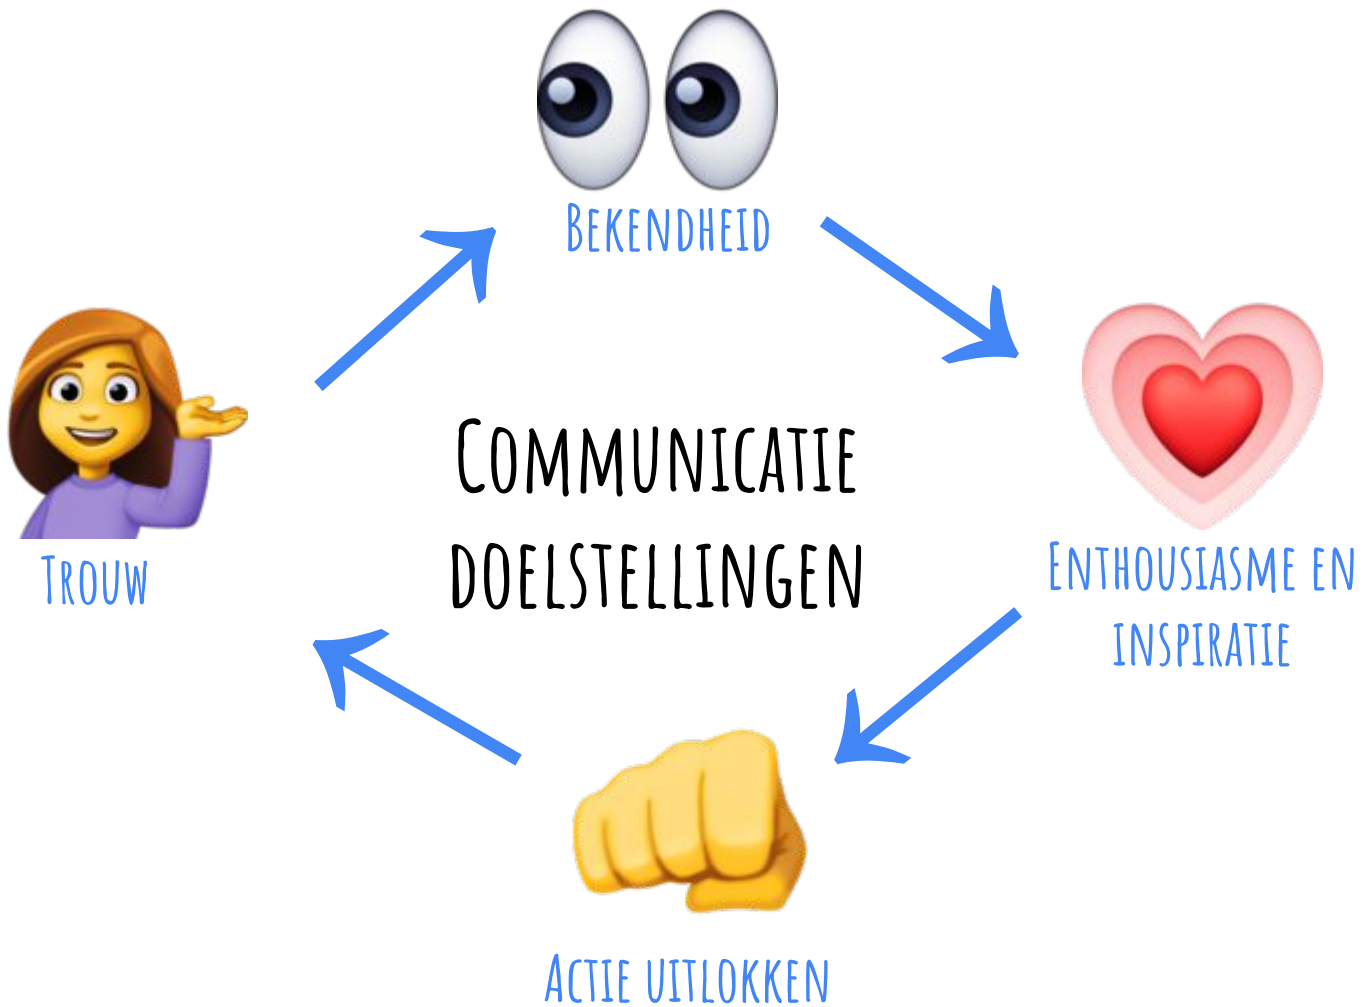 Bekendheid
Communicatie
doelstellingen
Enthousiasme en
inspiratie
Trouw
Actie uitlokken